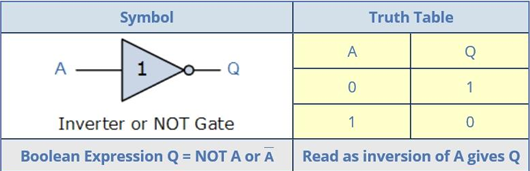 Symbol
Truth Table
A 1 Q
Inverter or NOT Gate
A Q
0 1
1 0
Boolean Expression Q = NOT A or A̅
Read as inversion of A gives Q